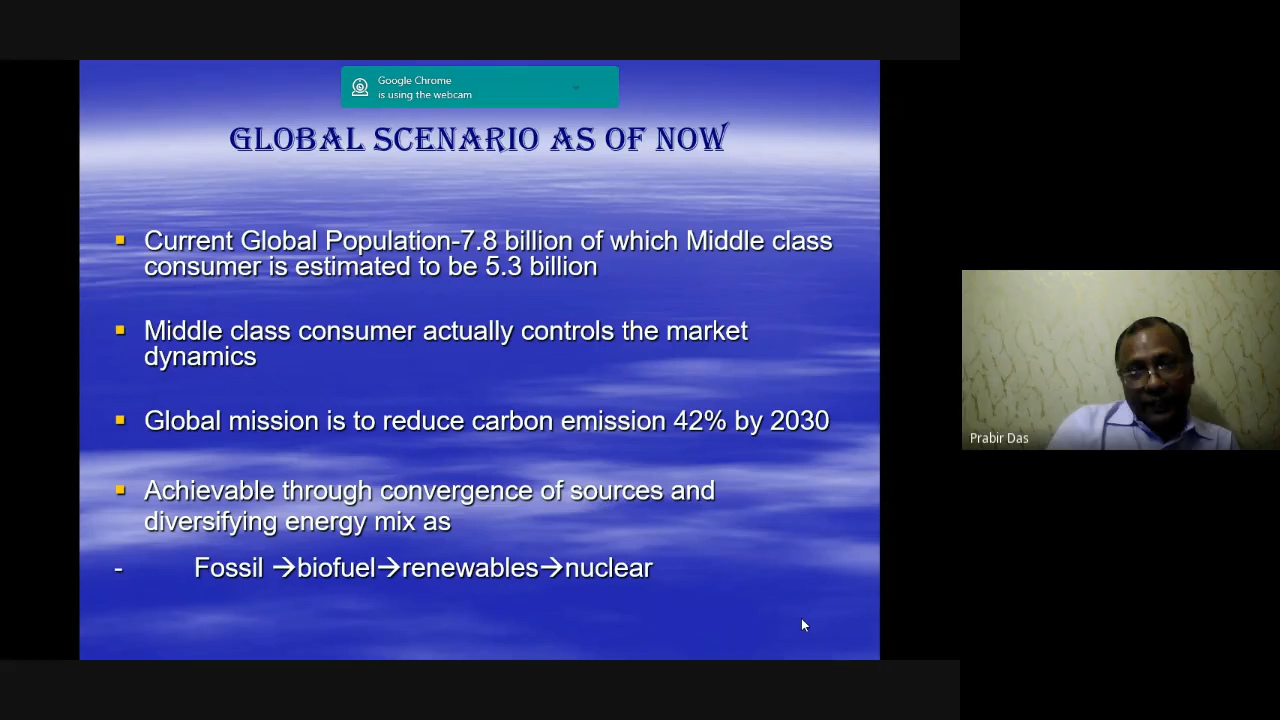 Google Chrome
is using the webcam
GLOBAL SCENARIO AS OF NOW
▪ Current Global Population-7.8 billion of which Middle class
consumer is estimated to be 5.3 billion
▪ Middle class consumer actually controls the market
dynamics
▪ Global mission is to reduce carbon emission 42% by 2030
▪ Achievable through convergence of sources and
diversifying energy mix as
- Fossil →biofuel→renewables→nuclear
Prabir Das